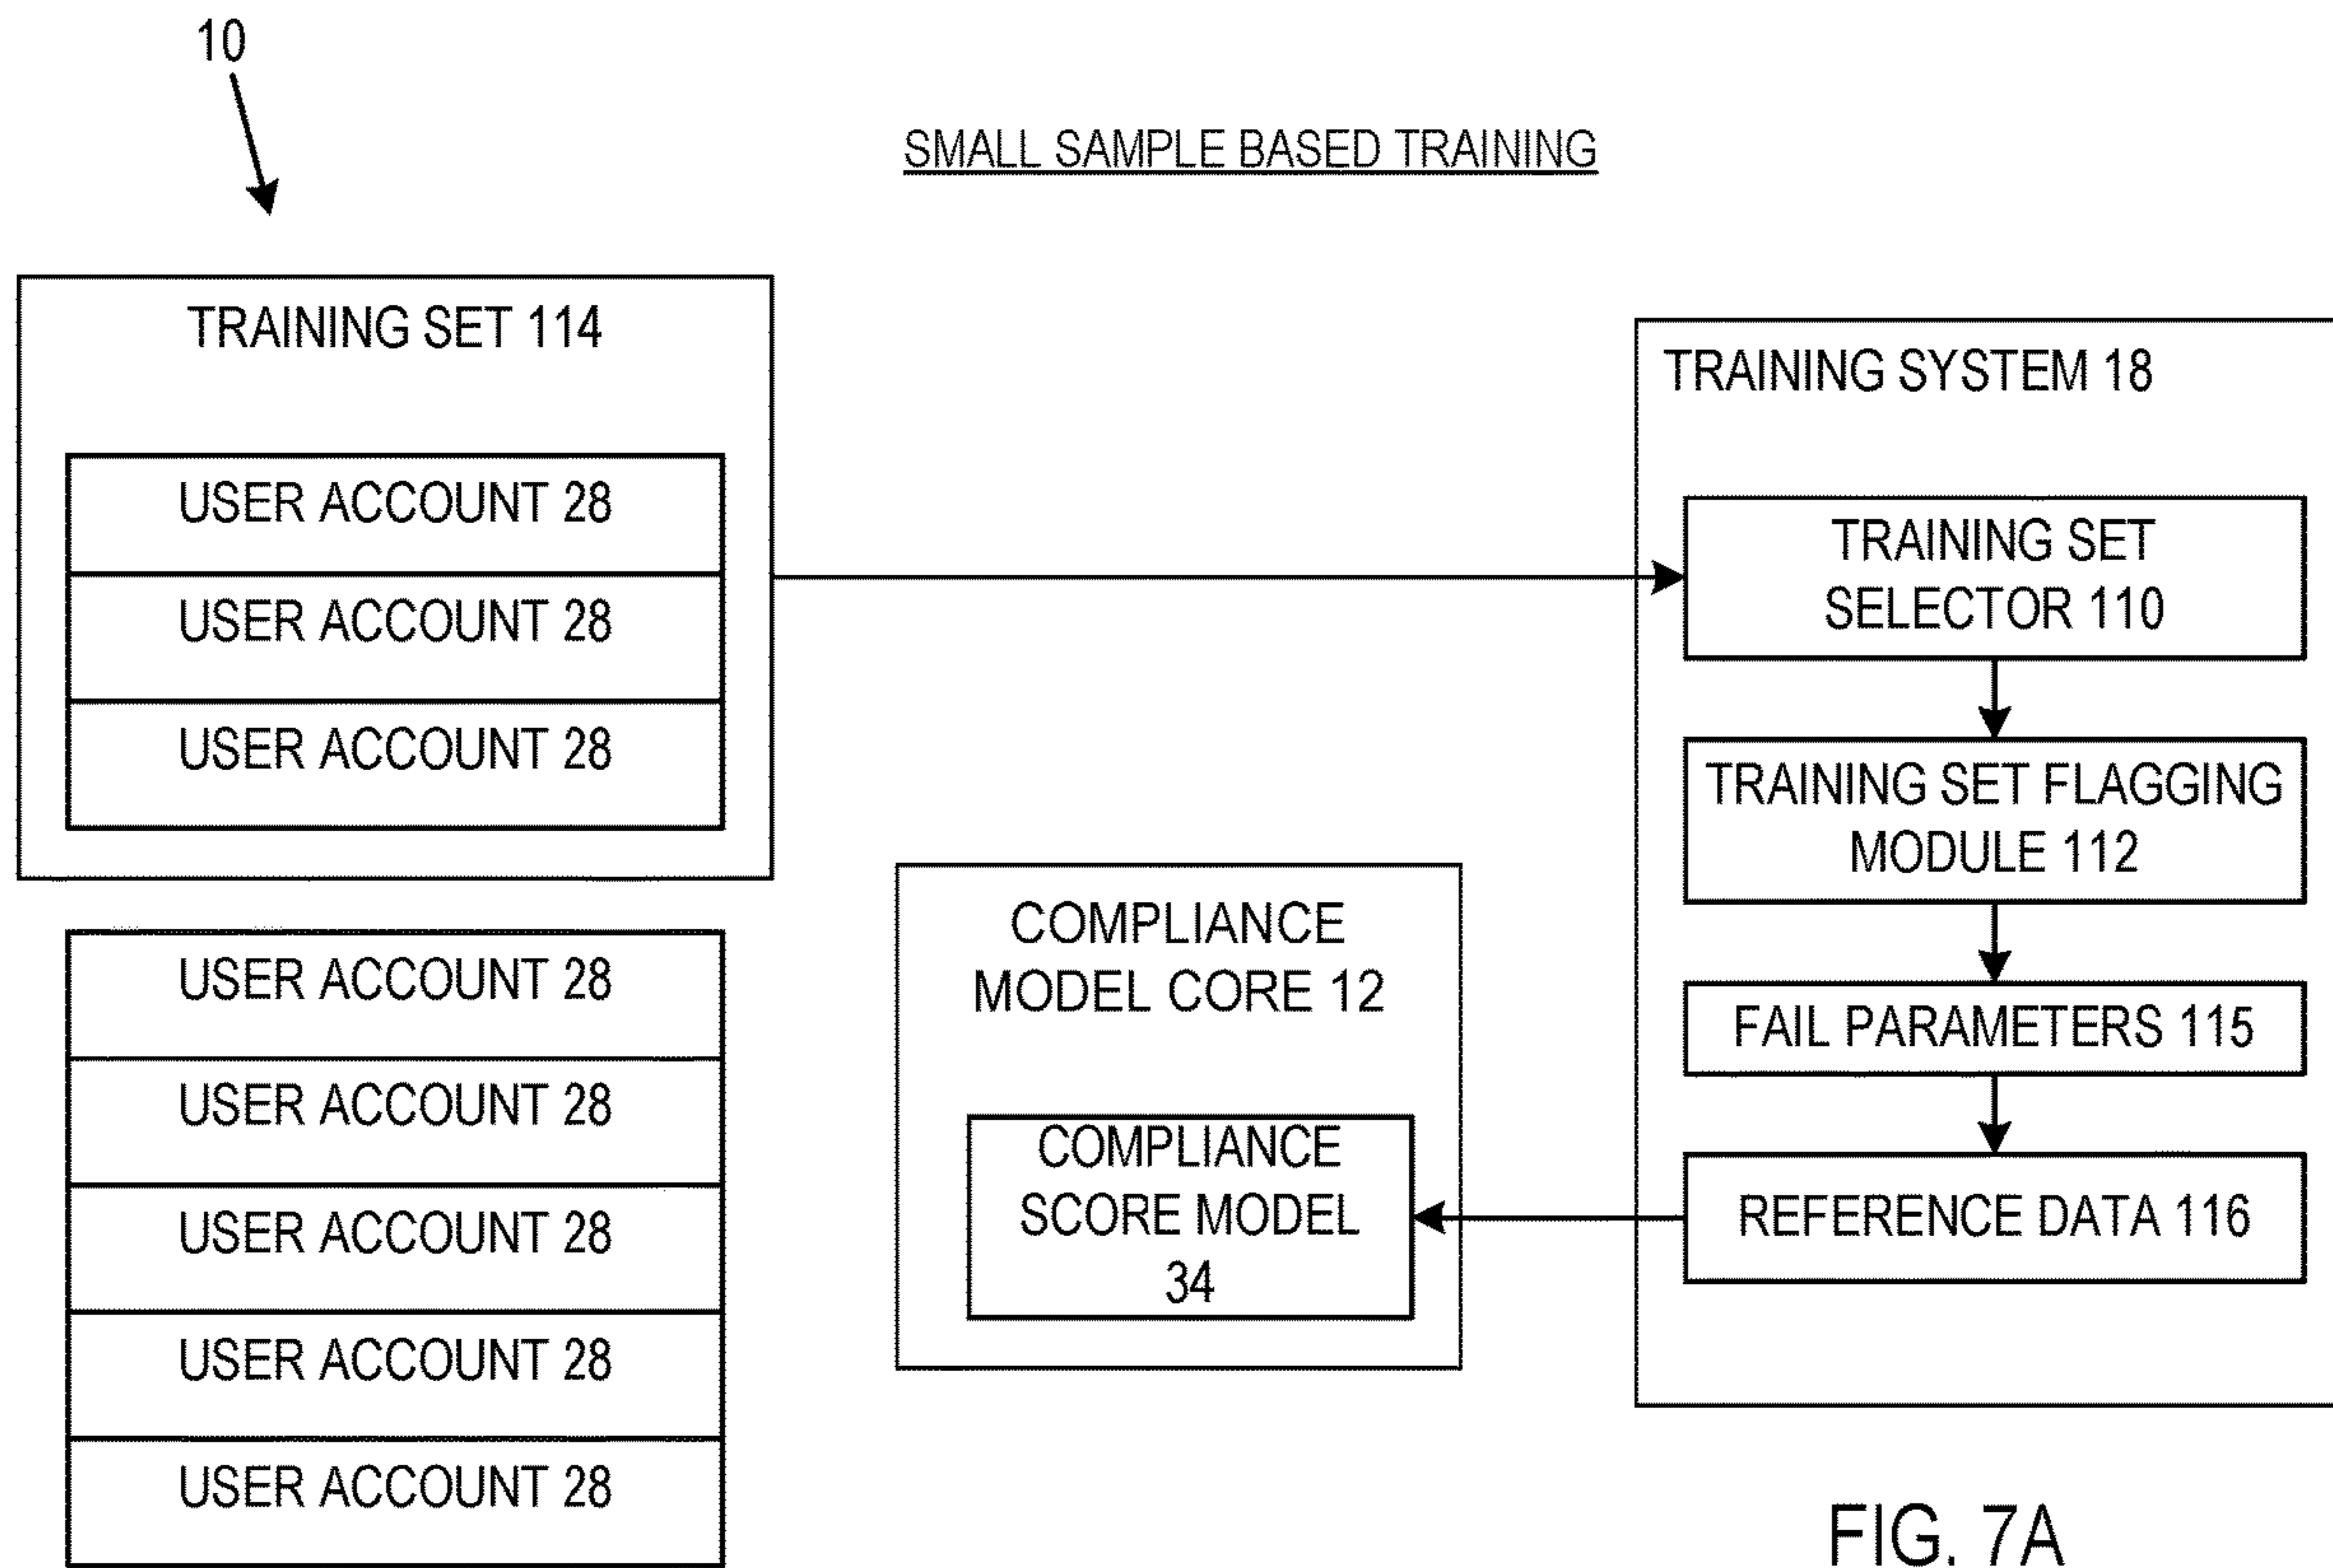 10
SMALL SAMPLE BASED TRAINING
TRAINING SET 114
USER ACCOUNT 28
USER ACCOUNT 28
USER ACCOUNT 28
USER ACCOUNT 28
USER ACCOUNT 28
USER ACCOUNT 28
USER ACCOUNT 28
USER ACCOUNT 28
COMPLIANCE
MODEL CORE 12
COMPLIANCE
SCORE MODEL
34
TRAINING SYSTEM 18
TRAINING SET
SELECTOR 110
TRAINING SET FLAGGING
MODULE 112
FAIL PARAMETERS 115
REFERENCE DATA 116
FIG. 7A